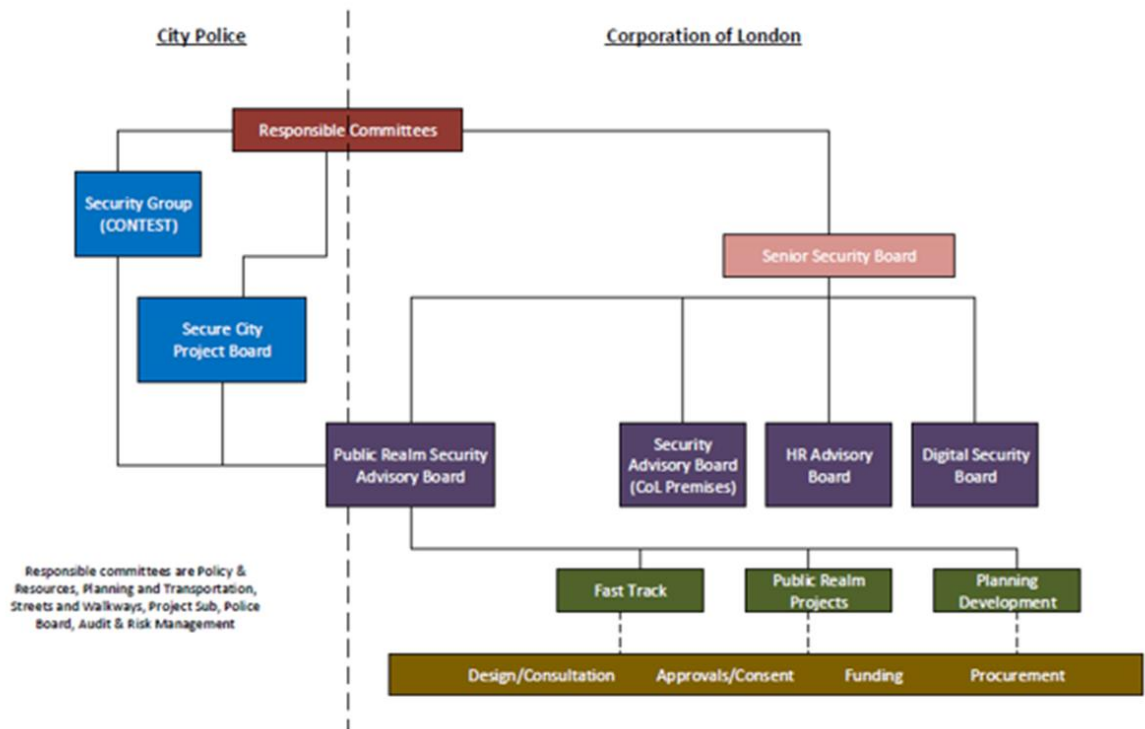 City Police
Corporation of London
Responsible Committees
Security Group
(CONTEST)
Senior Security Board
Secure City
Project Board
Public Realm Security
Advisory Board
Security
Advisory Board
(CoL Premises)
HR Advisory
Board
Digital Security
Board
Responsible committees are Policy &
Resources, Planning and Transportation,
Streets and Walkways, Project Sub, Police
Board, Audit & Risk Management
Fast Track
Public Realm
Projects
Planning
Development
Design/Consultation Approvals/Consent Funding Procurement